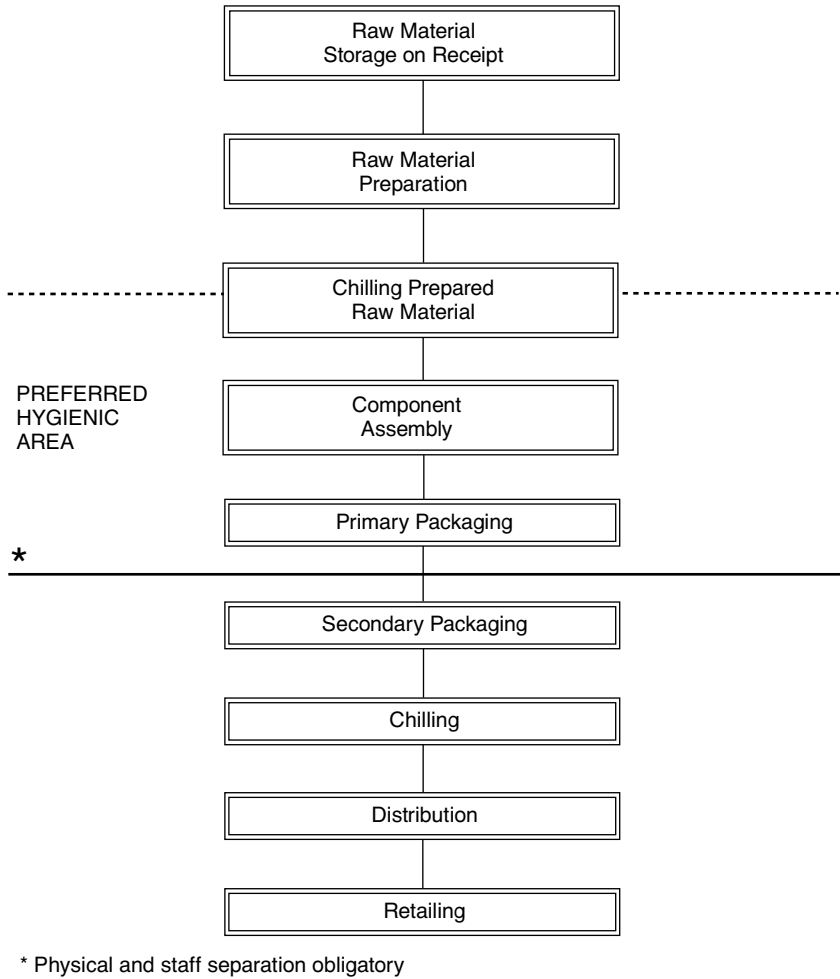 Raw Material
Storage on Receipt
Raw Material
Preparation
Chilling Prepared
Raw Material
PREFERRED
HYGIENIC
AREA
Component
Assembly
Primary Packaging
*
Secondary Packaging
Chilling
Distribution
Retailing
* Physical and staff separation obligatory